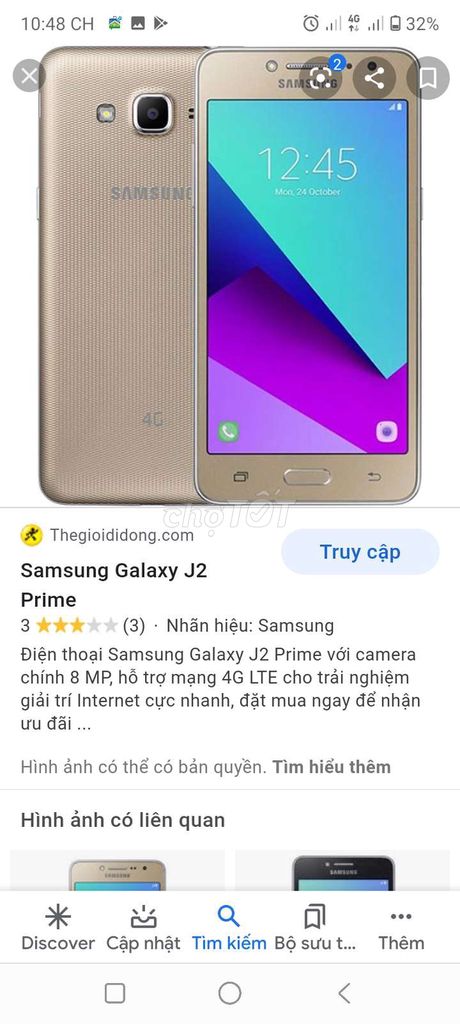 10:48 CH
4G
32%
2
SAMSUNG
12:45
Mon, 24 October
SAMSUNG
4G
chợTỐT
Thegioididong.com
Truy cập
Samsung Galaxy J2
Prime
3 ★★★★★ (3) · Nhãn hiệu: Samsung
Điện thoại Samsung Galaxy J2 Prime với camera
chính 8 MP, hỗ trợ mạng 4G LTE cho trải nghiệm
giải trí Internet cực nhanh, đặt mua ngay để nhận
ưu đãi ...
Hình ảnh có thể có bản quyền. Tìm hiểu thêm
Hình ảnh có liên quan
SAMSUNG
SAMSUNG
Discover
Cập nhật
Tìm kiếm
Bộ sưu t...
Thêm